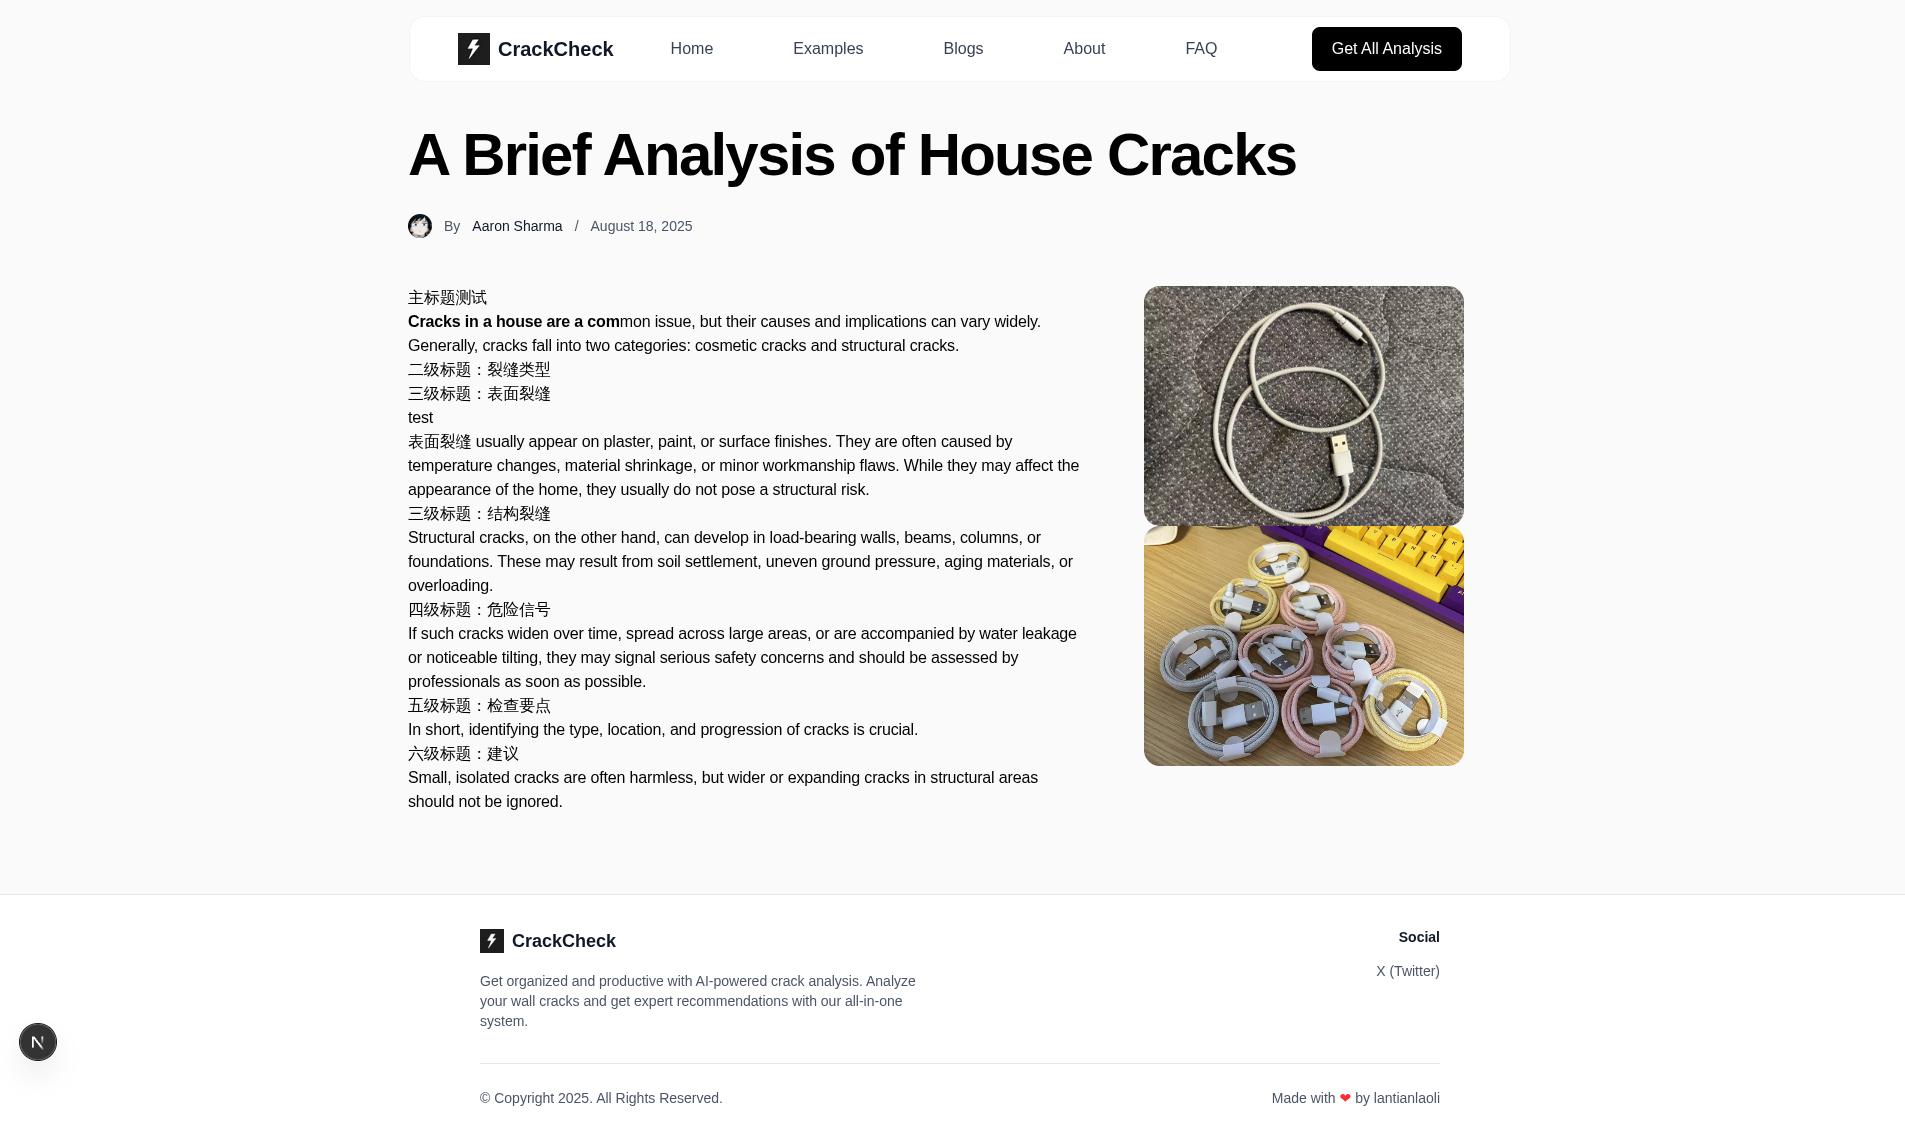 CrackCheck
Home
Examples
Blogs
About
FAQ
Get All Analysis
A Brief Analysis of House Cracks
By Aaron Sharma / August 18, 2025
主标题测试
Cracks in a house are a common issue, but their causes and implications can vary widely.
Generally, cracks fall into two categories: cosmetic cracks and structural cracks.
二级标题：裂缝类型
三级标题：表面裂缝
test
表面裂缝 usually appear on plaster, paint, or surface finishes. They are often caused by
temperature changes, material shrinkage, or minor workmanship flaws. While they may affect the
appearance of the home, they usually do not pose a structural risk.
三级标题：结构裂缝
Structural cracks, on the other hand, can develop in load-bearing walls, beams, columns, or
foundations. These may result from soil settlement, uneven ground pressure, aging materials, or
overloading.
四级标题：危险信号
If such cracks widen over time, spread across large areas, or are accompanied by water leakage
or noticeable tilting, they may signal serious safety concerns and should be assessed by
professionals as soon as possible.
五级标题：检查要点
In short, identifying the type, location, and progression of cracks is crucial.
六级标题：建议
Small, isolated cracks are often harmless, but wider or expanding cracks in structural areas
should not be ignored.
CrackCheck
Get organized and productive with AI-powered crack analysis. Analyze
your wall cracks and get expert recommendations with our all-in-one
system.
Social
X (Twitter)
N
© Copyright 2025. All Rights Reserved.
Made with ❤ by lantianlaoli